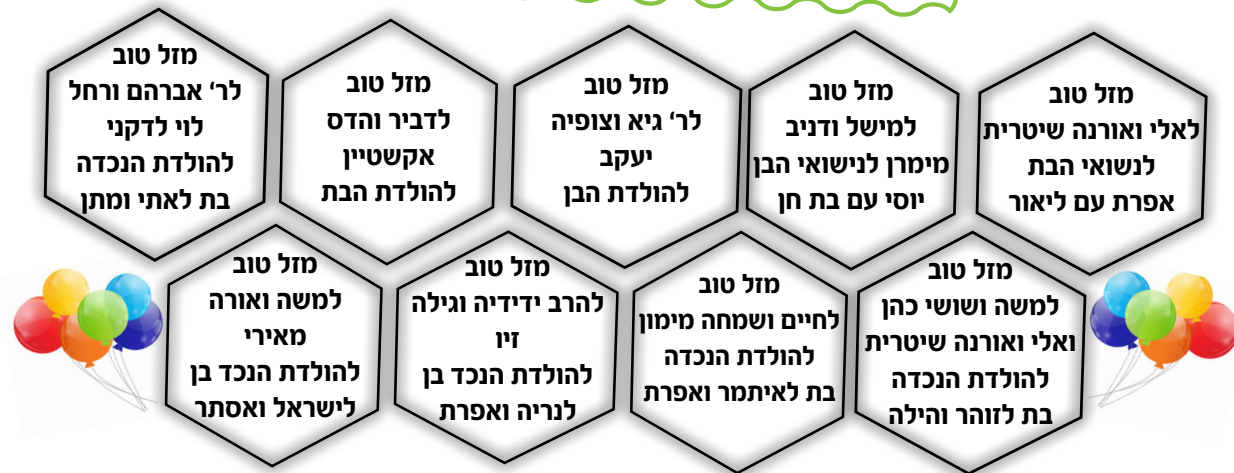 מזל טוב
לאלי ואורנה שיטרית
לנשואי הבת
אפרת עם ליאור
מזל טוב
למישל ודניב
מימרן לנישואי הבן
יוסי עם בת חן
מזל טוב
לר' גיא וצופיה
יעקב
להולדת הבן
מזל טוב
לדביר והדס
אקשטיין
להולדת הבת
מזל טוב
לר' אברהם ורחל
לוי לדקני
להולדת הנכדה
בת לאתי ומתן
מזל טוב
למשה ושושי כהן
ואלי ואורנה שיטרית
להולדת הנכדה
בת לזוהר והילה
מזל טוב
לחיים ושמחה מימון
להולדת הנכדה
בת לאיתמר ואפרת
מזל טוב
להרב ידידיה וגילה
זיו
להולדת הנכד בן
לנריה ואפרת
מזל טוב
למשה ואורה
מאירי
להולדת הנכד בן
לישראל ואסתר